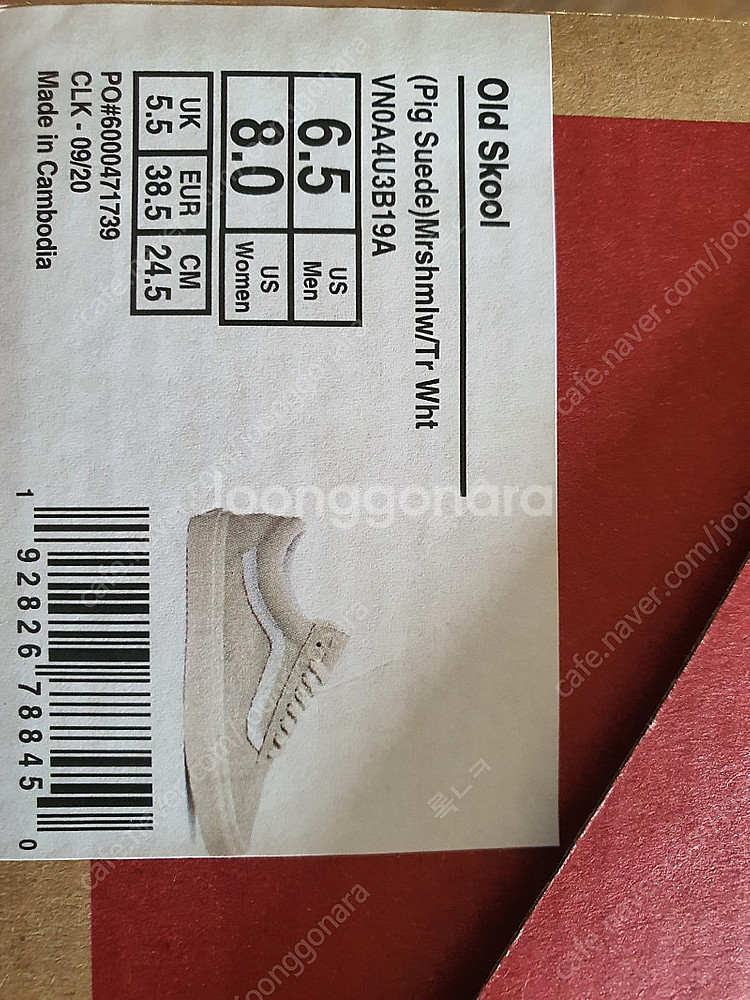 Old Skool
(Pig Suede)Mrshmlw/Tr Wht
VN0A4U3B19A
6.5 US Men
8.0 US Women
UK EUR CM
5.5 38.5 24.5
PO#6000471739
CLK - 09/20
Made in Cambodia
1 92826 78845 0
Joonggonara
cafe.naver.com/joonggonara